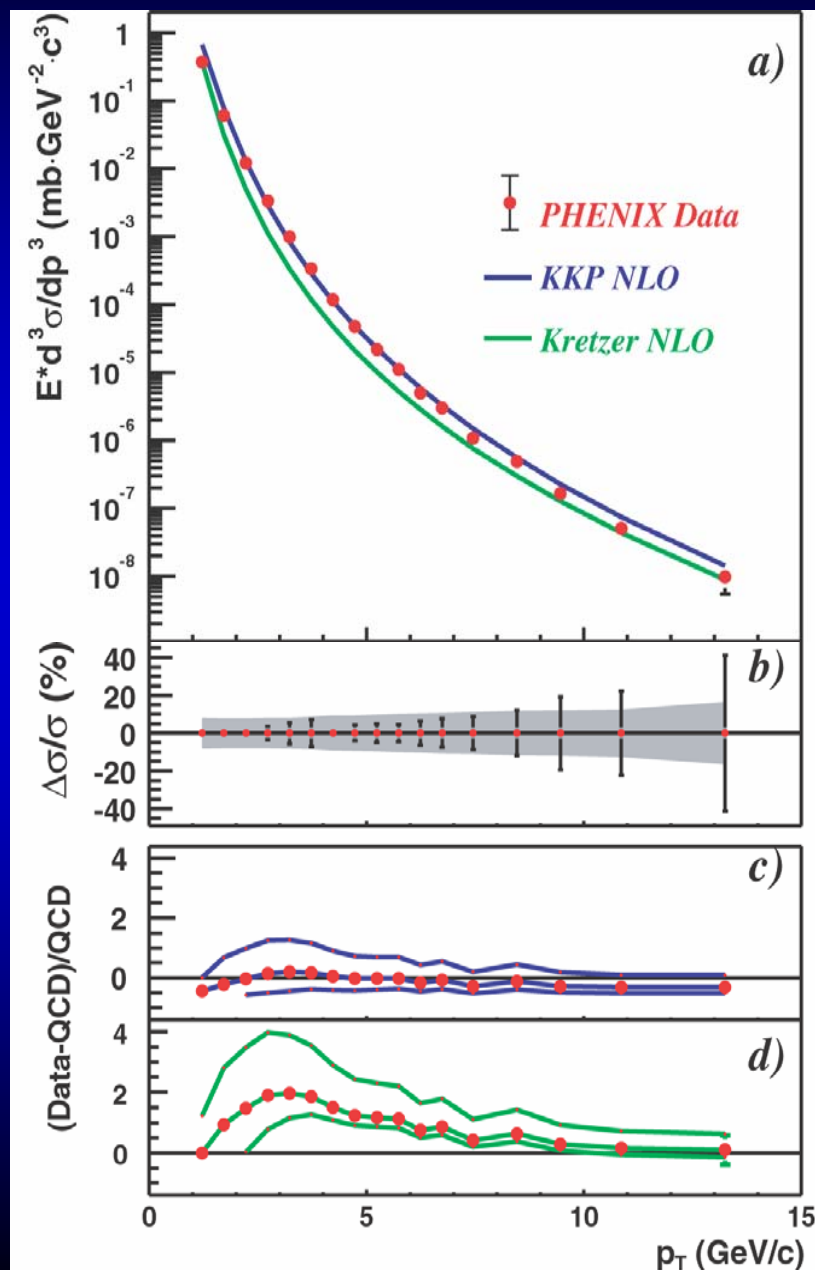 E*d³σ/dp³ (mb·GeV⁻²·c³)
1
10⁻¹
10⁻²
10⁻³
10⁻⁴
10⁻⁵
10⁻⁶
10⁻⁷
10⁻⁸
a)
PHENIX Data
KKP NLO
Kretzer NLO
Δσ/σ (%)
40
20
0
-20
-40
b)
(Data-QCD)/QCD
4
2
0
c)
4
2
0
d)
0 5 10 15
p_T (GeV/c)